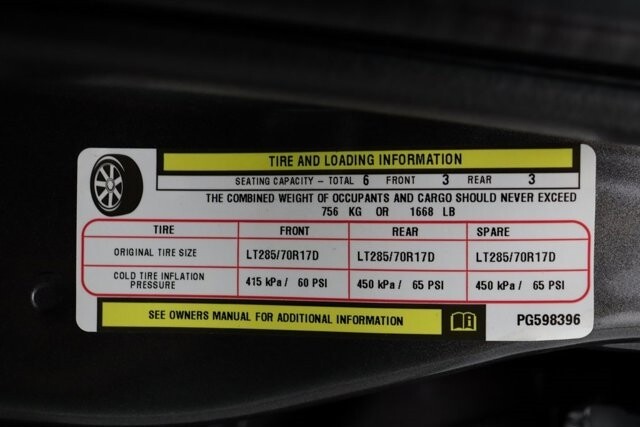 TIRE AND LOADING INFORMATION
SEATING CAPACITY - TOTAL 6 FRONT 3 REAR 3
THE COMBINED WEIGHT OF OCCUPANTS AND CARGO SHOULD NEVER EXCEED
756 KG OR 1668 LB
TIRE FRONT REAR SPARE
ORIGINAL TIRE SIZE LT285/70R17D LT285/70R17D LT285/70R17D
COLD TIRE INFLATION PRESSURE 415 kPa / 60 PSI 450 kPa / 65 PSI 450 kPa / 65 PSI
SEE OWNERS MANUAL FOR ADDITIONAL INFORMATION PG598396